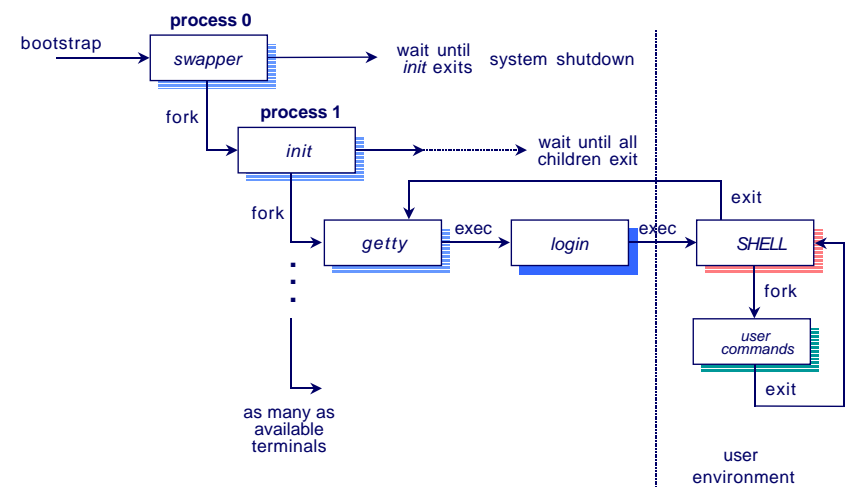 process 0
bootstrap
swapper
wait until
init exits
system shutdown
fork
process 1
init
wait until all
children exit
fork
exit
getty
exec
login
exec
SHELL
fork
user
commands
exit
as many as
available
terminals
user
environment